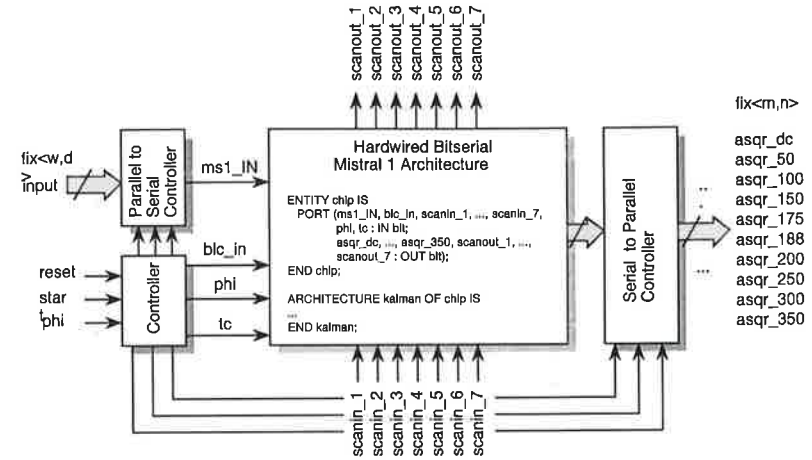 scanout_1
scanout_2
scanout_3
scanout_4
scanout_5
scanout_6
scanout_7
fix<w,d
>
input
Parallel to
Serial
Controller
ms1_IN
reset
star
t
phi
Controller
blc_in
phi
tc
Hardwired Bitserial
Mistral 1 Architecture
ENTITY chip IS
PORT (ms1_IN, blc_in, scanin_1, ..., scanin_7,
phi, tc : IN bit;
asqr_dc, ..., asqr_350, scanout_1, ...,
scanout_7 : OUT bit);
END chip;
ARCHITECTURE kalman OF chip IS
...
END kalman;
scanin_1
scanin_2
scanin_3
scanin_4
scanin_5
scanin_6
scanin_7
Serial to Parallel
Controller
..
.
...
fix<m,n>
asqr_dc
asqr_50
asqr_100
asqr_150
asqr_175
asqr_188
asqr_200
asqr_250
asqr_300
asqr_350